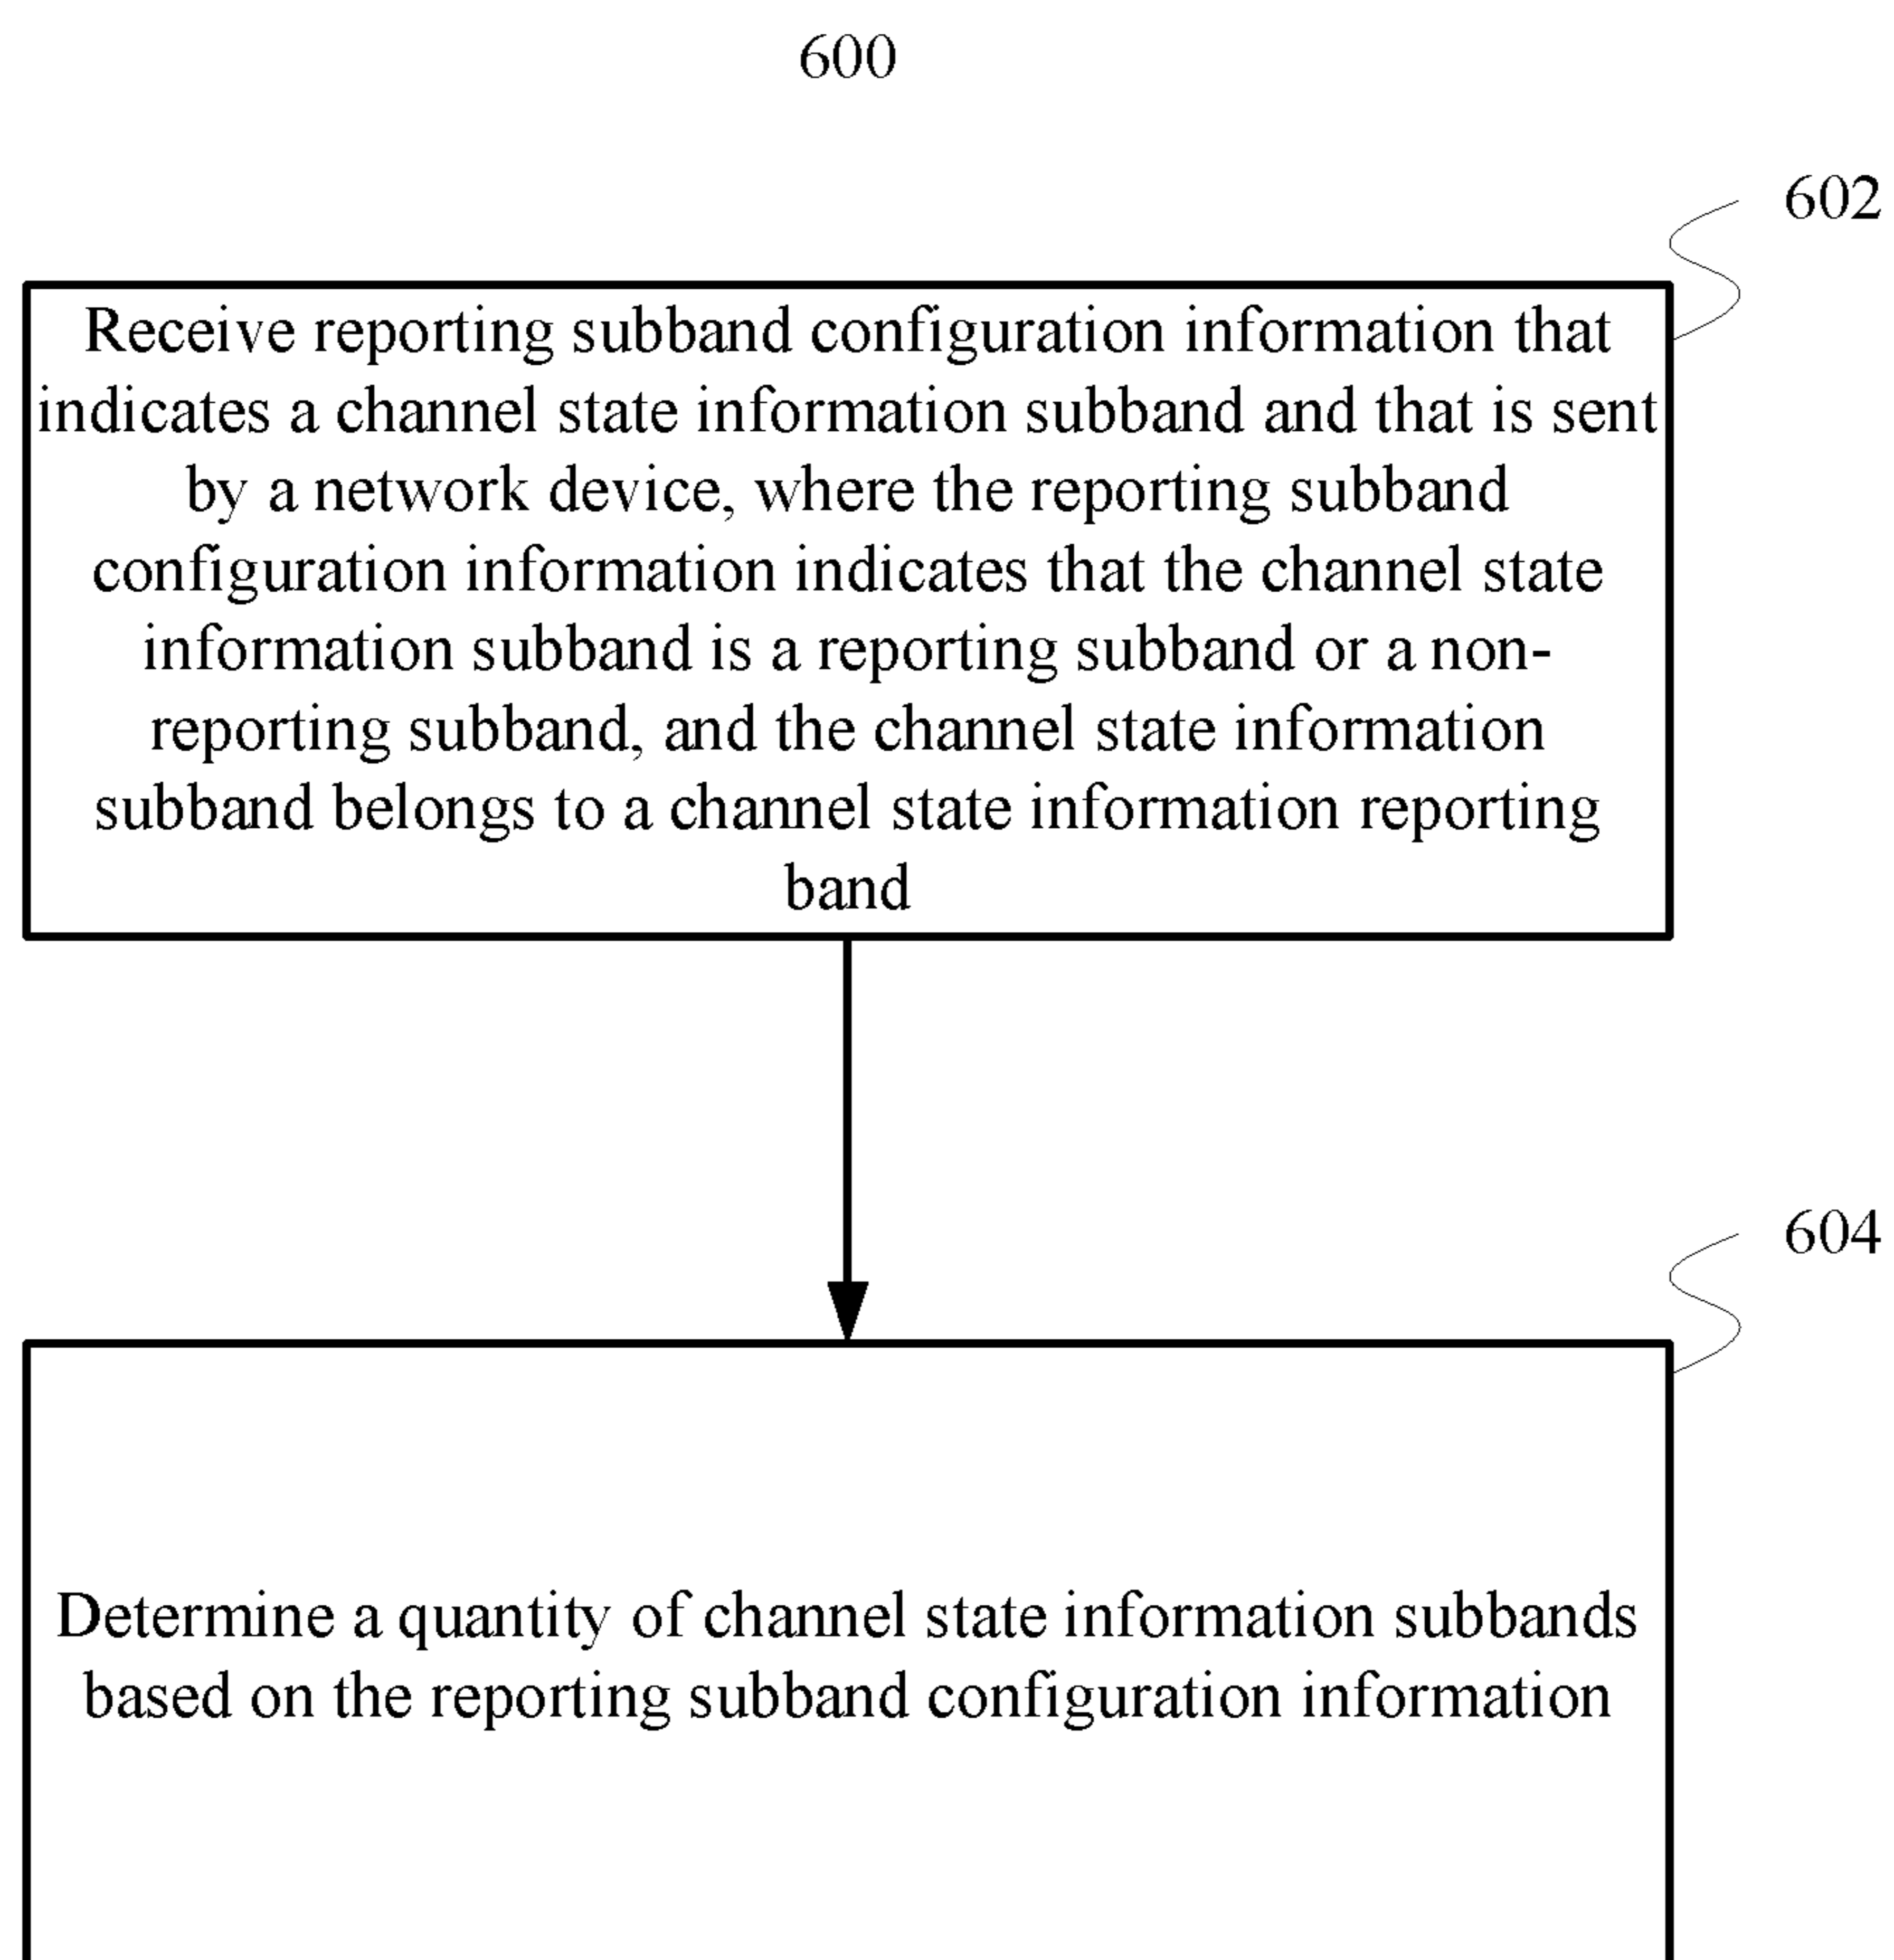 600
602
Receive reporting subband configuration information that
indicates a channel state information subband and that is sent
by a network device, where the reporting subband
configuration information indicates that the channel state
information subband is a reporting subband or a non-
reporting subband, and the channel state information
subband belongs to a channel state information reporting
band
604
Determine a quantity of channel state information subbands
based on the reporting subband configuration information